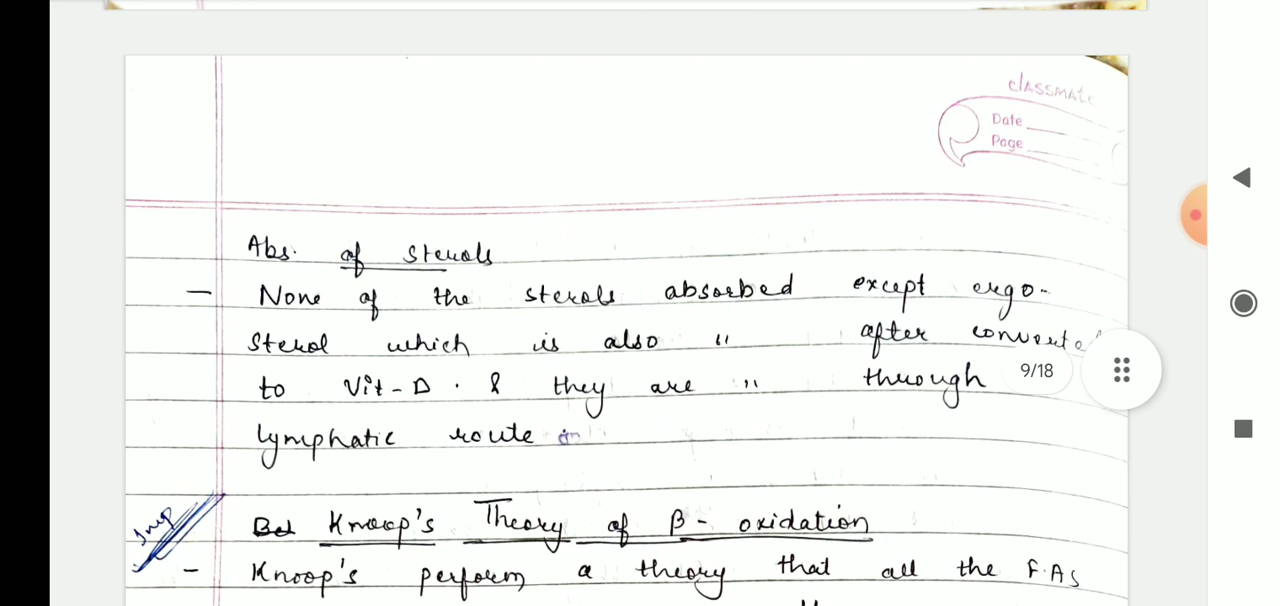 classmate
Date
Page
Abs. of sterols
— None of the sterols absorbed except ergo-
sterol which is also " after converted
to Vit-D. & they are " through
9/18
lymphatic route
Imp
Bet Knoop's Theory of β- oxidation
- Knoop's perform a theory that all the F.AS